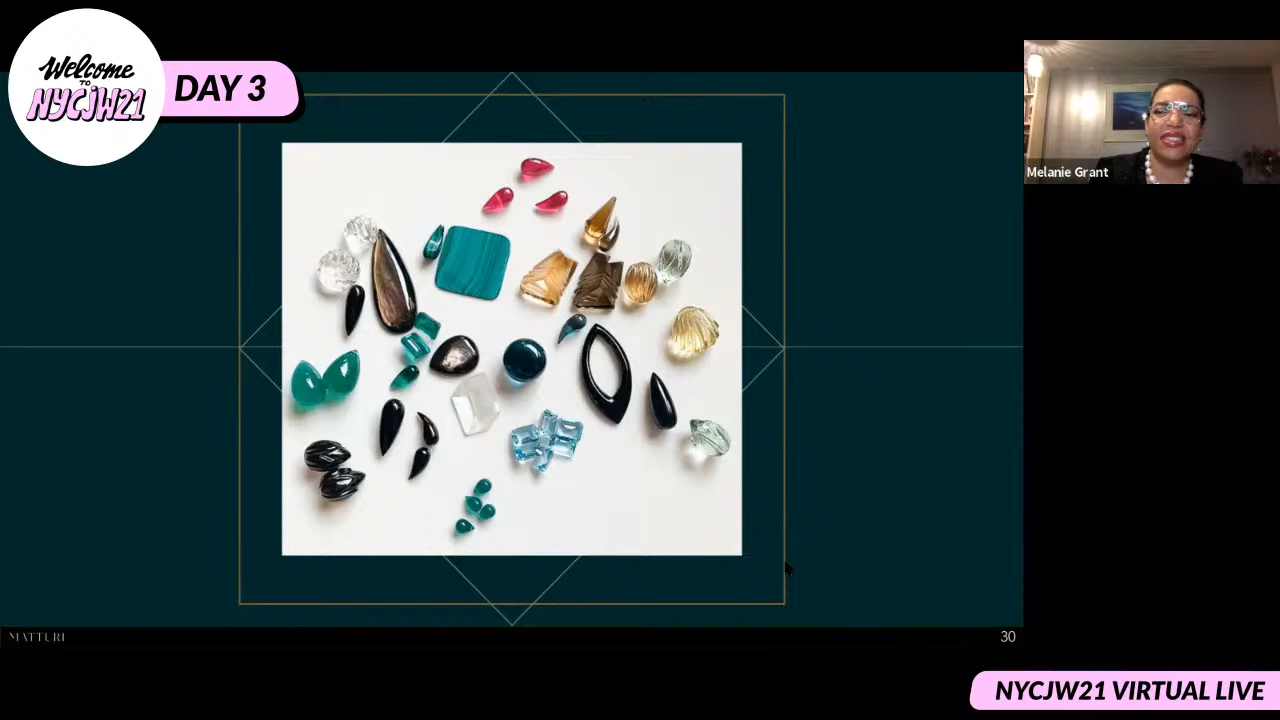 Welcome
TO
NYCJW21
DAY 3
Melanie Grant
MATTURI
30
NYCJW21 VIRTUAL LIVE